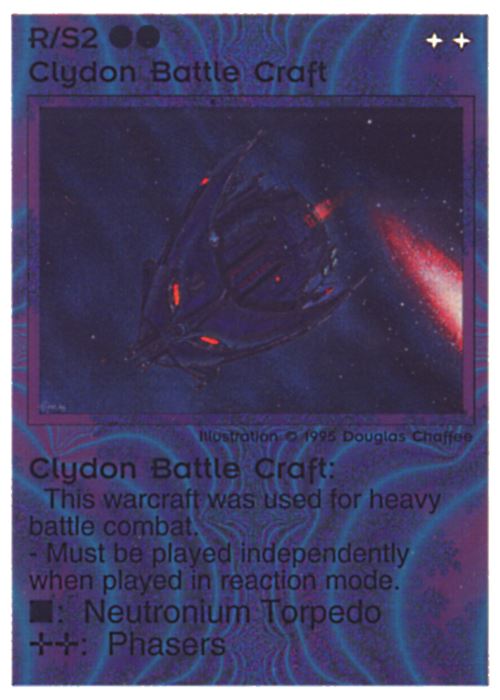 R/S2 ●●
Clydon Battle Craft
Illustration © 1995 Douglas Chaffee
Clydon Battle Craft:
This warcraft was used for heavy
battle combat.
- Must be played independently
when played in reaction mode.
■: Neutronium Torpedo
✛✛: Phasers